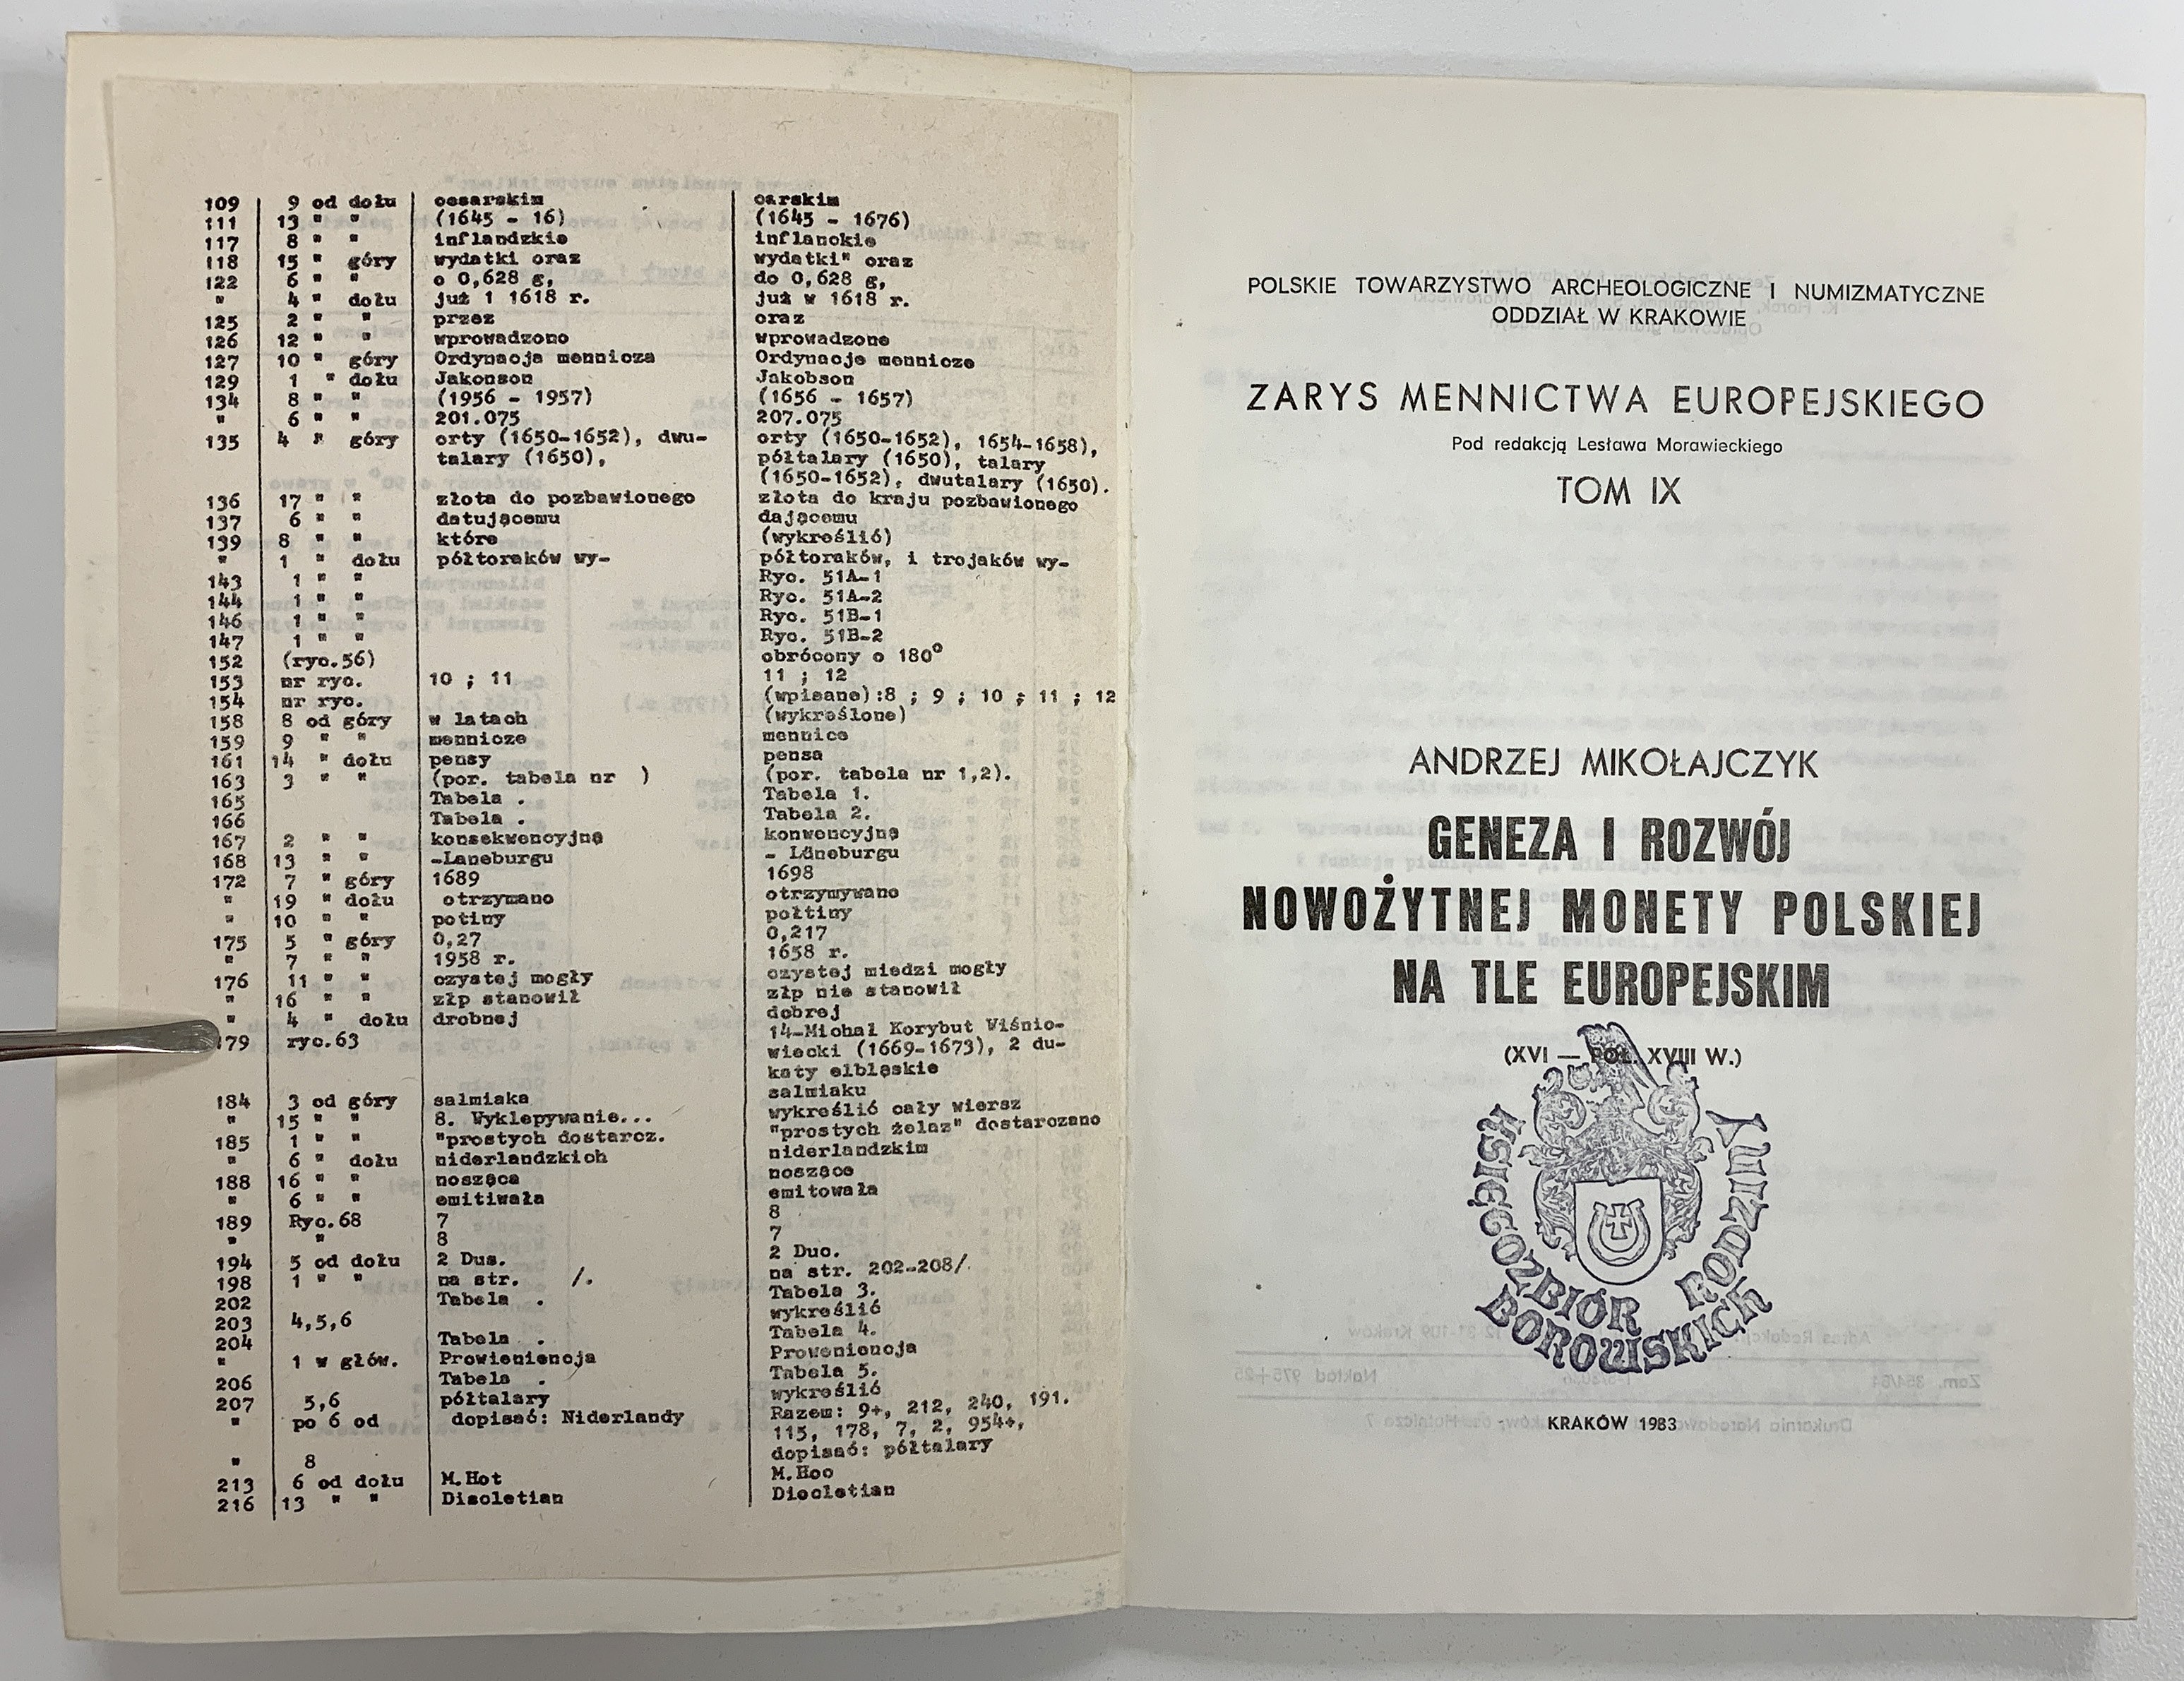 109 9 od dołu cesarskim carskim
111 13 " " (1645 - 16) (1645 - 1676)
117 8 " " inflandzkie inflanckie
118 15 " góry wydatki oraz wydatki" oraz
122 6 " " o 0,628 g, do 0,628 g,
" 4 " dołu już 1 1618 r. już w 1618 r.
125 2 " " przez oraz
126 12 " " wprowadzono wprowadzone
127 10 " góry Ordynacja mennicza Ordynacje mennicze
129 1 " dołu Jakonson Jakobson
134 8 " " (1956 - 1957) (1656 - 1657)
" 6 " " 201.075 207.075
135 4 " góry orty (1650-1652), dwu- orty (1650-1652), 1654-1658),
talary (1650), półtalary (1650), talary
(1650-1652), dwutalary (1650).
136 17 " " złota do pozbawionego złota do kraju pozbawionego
137 6 " " datującemu dającemu
139 8 " " które (wykreślić)
" 1 " dołu półtoraków wy- półtoraków, i trojaków wy-
143 1 " " Ryc. 51A-1
144 1 " " Ryc. 51A-2
146 1 " " Ryc. 51B-1
147 1 " " Ryc. 51B-2
152 (ryc.56) obrócony o 180°
153 nr ryc. 10 ; 11 11 ; 12
154 nr ryc. (wpisane):8 ; 9 ; 10 ; 11 ; 12
158 8 od góry w latach (wykreślone)
159 9 " " mennicze mennice
161 14 " dołu pensy pensa
163 3 " " (por. tabela nr ) (por. tabela nr 1,2).
165 Tabela . Tabela 1.
166 Tabela . Tabela 2.
167 2 " " konsekwencyjną konwencyjną
168 13 " " -Laneburgu - Lüneburgu
172 7 " góry 1689 1698
" 19 " dołu otrzymano otrzymywano
" 10 " " potiny połtiny
175 5 " góry 0,27 0,217
" 7 " " 1958 r. 1658 r.
176 11 " " czystej mogły czystej miedzi mogły
" 16 " " złp stanowił złp nie stanowił
" 4 " dołu drobnej dobrej
179 ryc.63 14-Michał Korybut Wiśnio-
wiecki (1669-1673), 2 du-
katy elbląskie
184 3 od góry salmiaka salmiaku
" 15 " " 8. Wyklepywanie... wykreślić cały wiersz
185 1 " " "prostych dostarcz. "prostych żelaz" dostarczano
" 6 " dołu niderlandzkich niderlandzkim
188 16 " " nosząca noszące
" 6 " " emitiwała emitowała
189 Ryc.68 7 8
" " 8 7
194 5 od dołu 2 Dus. 2 Duc.
198 1 " " na str. /. na str. 202-208/.
202 Tabela . Tabela 3.
203 4,5,6 wykreślić
204 Tabela . Tabela 4.
" 1 w głów. Prowieniencja Proweniencja
206 Tabela . Tabela 5.
207 5,6 półtalary wykreślić
" po 6 od dopisać: Niderlandy Razem: 9+, 212, 240, 191.
115, 178, 7, 2, 954+,
" 8 dopisać: półtalary
213 6 od dołu M.Hot M.Hoc
216 13 " " Discletian Diocletian
POLSKIE TOWARZYSTWO ARCHEOLOGICZNE I NUMIZMATYCZNE
ODDZIAŁ W KRAKOWIE
ZARYS MENNICTWA EUROPEJSKIEGO
Pod redakcją Lesława Morawieckiego
TOM IX
ANDRZEJ MIKOŁAJCZYK
GENEZA I ROZWÓJ
NOWOŻYTNEJ MONETY POLSKIEJ
NA TLE EUROPEJSKIM
(XVI — POŁ. XVIII W.)
KSIĘGOZBIÓR RODZINY
BOROWSKICH
KRAKÓW 1983